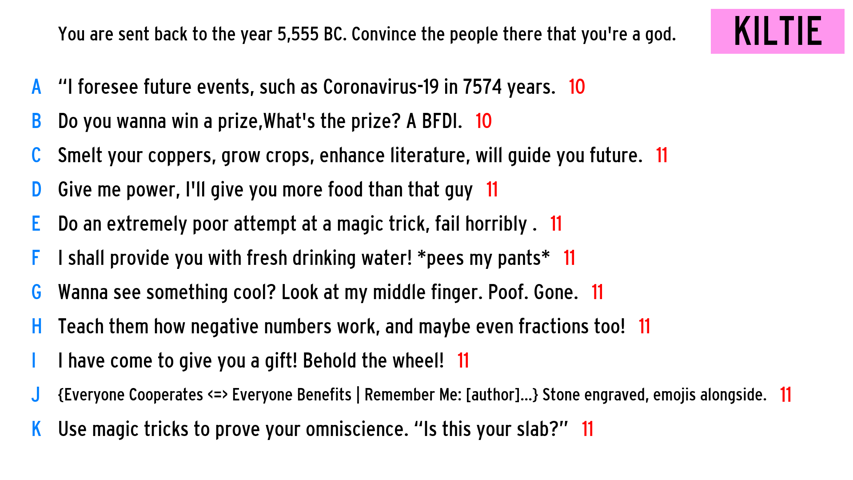 You are sent back to the year 5,555 BC. Convince the people there that you're a god.
KILTIE
A “I foresee future events, such as Coronavirus-19 in 7574 years. 10
B Do you wanna win a prize,What's the prize? A BFDI. 10
C Smelt your coppers, grow crops, enhance literature, will guide you future. 11
D Give me power, I'll give you more food than that guy 11
E Do an extremely poor attempt at a magic trick, fail horribly . 11
F I shall provide you with fresh drinking water! *pees my pants* 11
G Wanna see something cool? Look at my middle finger. Poof. Gone. 11
H Teach them how negative numbers work, and maybe even fractions too! 11
I I have come to give you a gift! Behold the wheel! 11
J {Everyone Cooperates <=> Everyone Benefits | Remember Me: [author]...} Stone engraved, emojis alongside. 11
K Use magic tricks to prove your omniscience. “Is this your slab?” 11